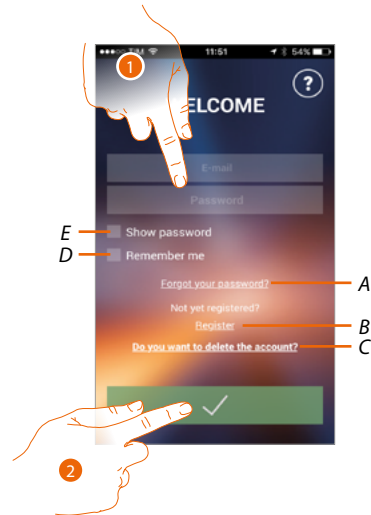 1
TIM 11:51 54%
?
ELCOME
E-mail
Password
E Show password
D Remember me
Forgot your password? A
Not yet registered?
Register B
Do you want to delete the account? C
2